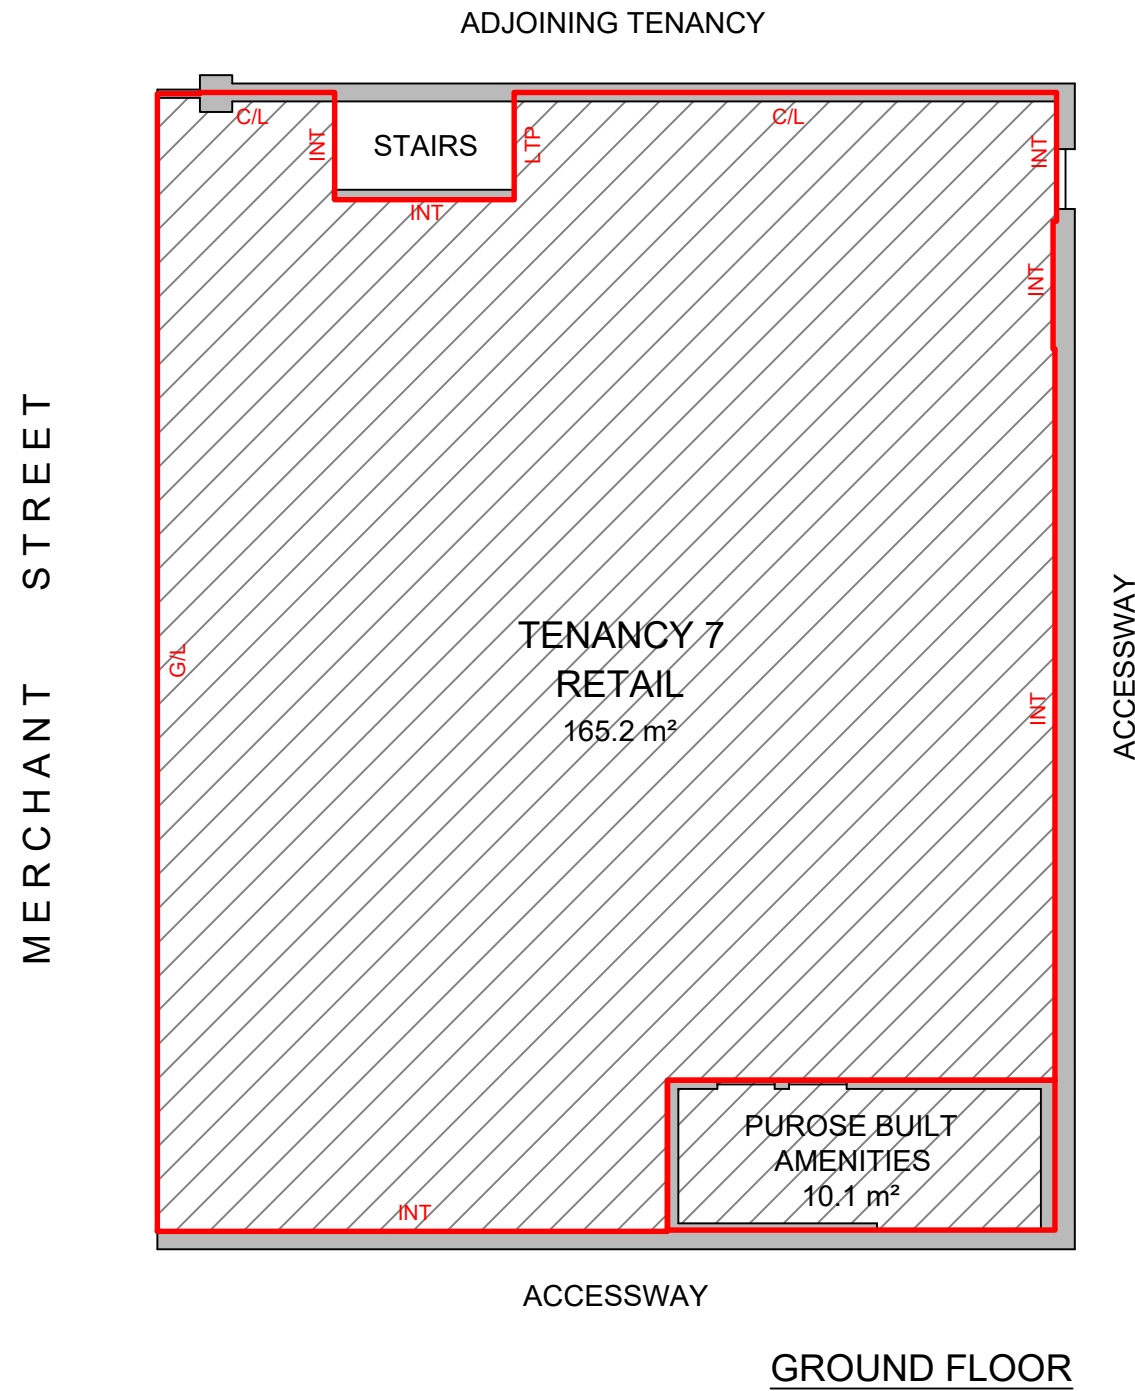 ADJOINING TENANCY
C/L
C/L
INT
STAIRS
LTP
INT
INT
INT
MERCHANT STREET
G/L
TENANCY 7
RETAIL
165.2 m²
INT
ACCESSWAY
PUROSE BUILT
AMENITIES
10.1 m²
INT
ACCESSWAY
GROUND FLOOR